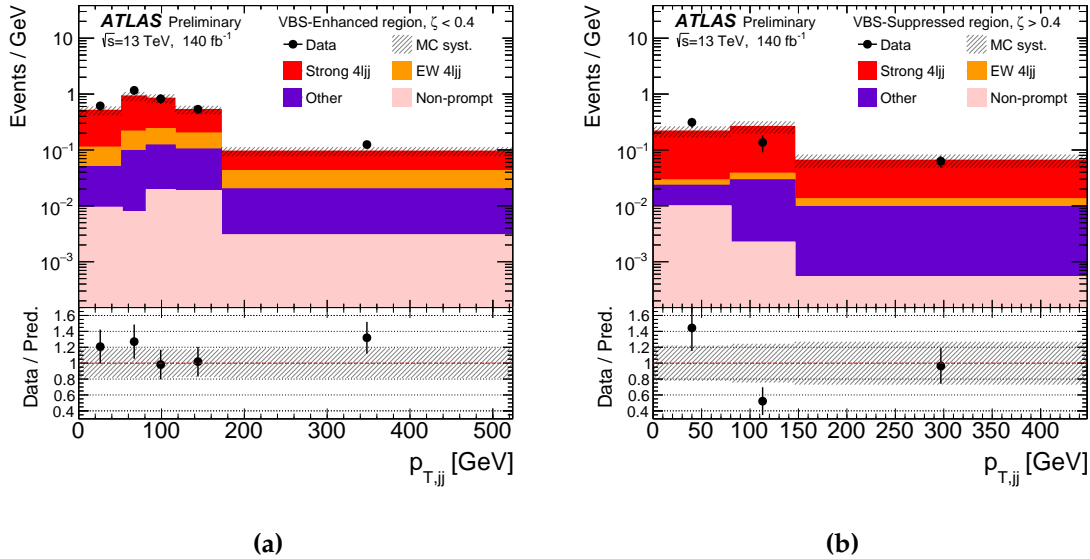 ATLAS Preliminary VBS-Enhanced region, ζ < 0.4
√s=13 TeV, 140 fb⁻¹
Data MC syst.
Strong 4ljj EW 4ljj
Other Non-prompt
Events / GeV
10
1
10⁻¹
10⁻²
10⁻³
Data / Pred.
1.6
1.4
1.2
1
0.8
0.6
0.4
0 100 200 300 400 500
p_T,jj [GeV]
(a)
ATLAS Preliminary VBS-Suppressed region, ζ > 0.4
√s=13 TeV, 140 fb⁻¹
Data MC syst.
Strong 4ljj EW 4ljj
Other Non-prompt
Events / GeV
10
1
10⁻¹
10⁻²
10⁻³
Data / Pred.
1.6
1.4
1.2
1
0.8
0.6
0.4
0 50 100 150 200 250 300 350 400
p_T,jj [GeV]
(b)